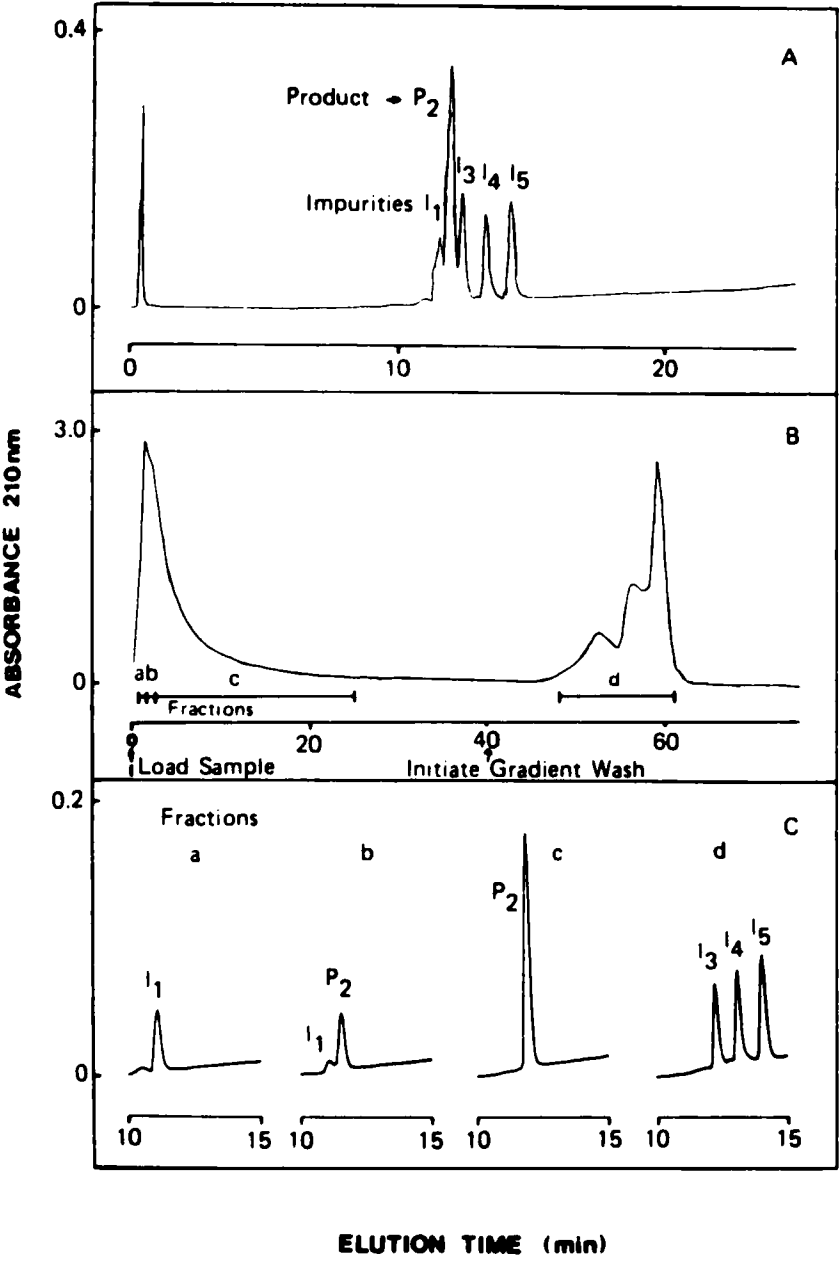 ABSORBANCE 210nm
0.4
A
Product → P2
I3 I4 I5
Impurities I1
0
0 10 20
3.0
B
0
ab c d
Fractions
0 20 40 60
Load Sample Initiate Gradient Wash
0.2
Fractions C
a b c d
I1
I1 P2
P2
I3 I4 I5
0
10 15 10 15 10 15 10 15
ELUTION TIME (min)